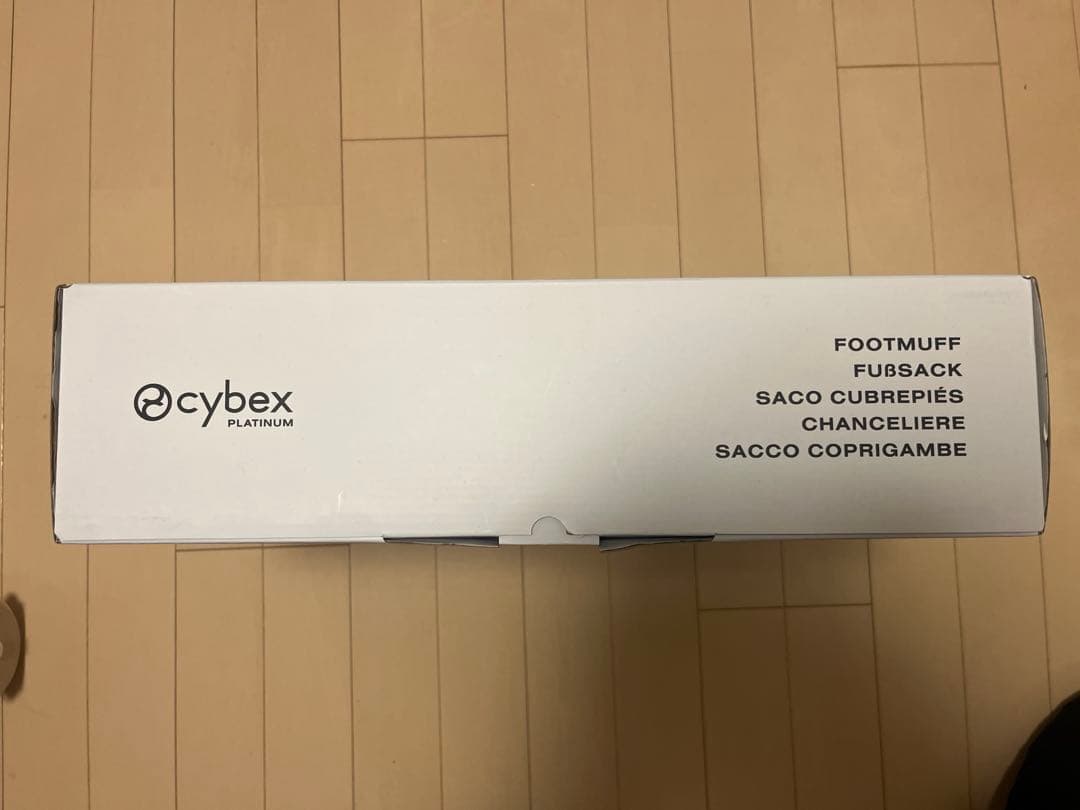 cybex
PLATINUM
FOOTMUFF
FUßSACK
SACO CUBREPIÉS
CHANCELIERE
SACCO COPRIGAMBE